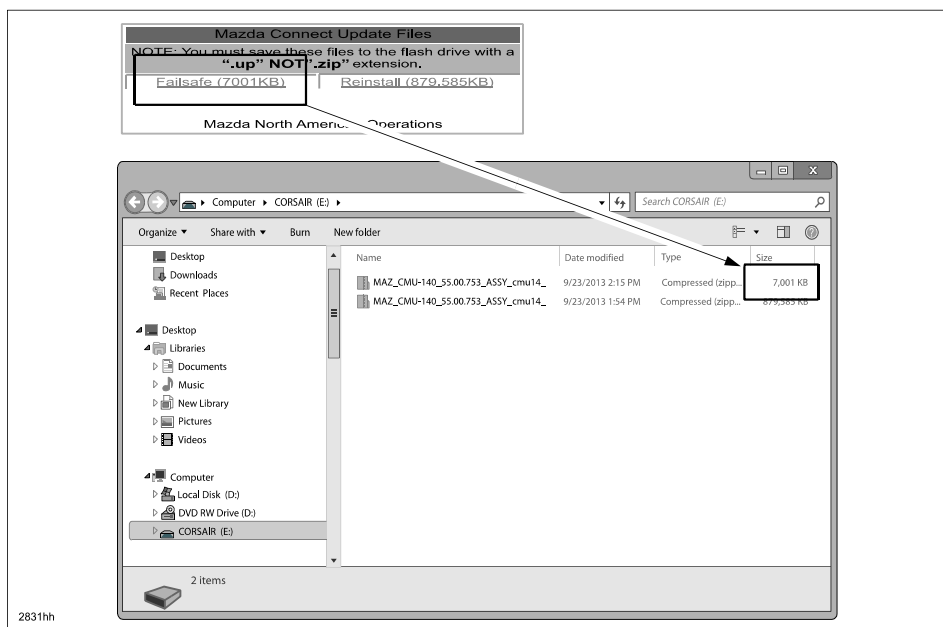 Mazda Connect Update Files
NOTE: You must save these files to the flash drive with a
“.up” NOT”.zip” extension.
Failsafe (7001KB) Reinstall (879,585KB)
Mazda North American Operations
Computer CORSAIR (E:) Search CORSAIR (E:)
Organize Share with Burn New folder
Name Date modified Type Size
MAZ_CMU-140_55.00.753_ASSY_cmu14_ 9/23/2013 2:15 PM Compressed (zipp... 7,001 KB
MAZ_CMU-140_55.00.753_ASSY_cmu14_ 9/23/2013 1:54 PM Compressed (zipp... 879,585 KB
Desktop
Downloads
Recent Places
Desktop
Libraries
Documents
Music
New Library
Pictures
Videos
Computer
Local Disk (D:)
DVD RW Drive (D:)
CORSAIR (E:)
2 items
2831hh